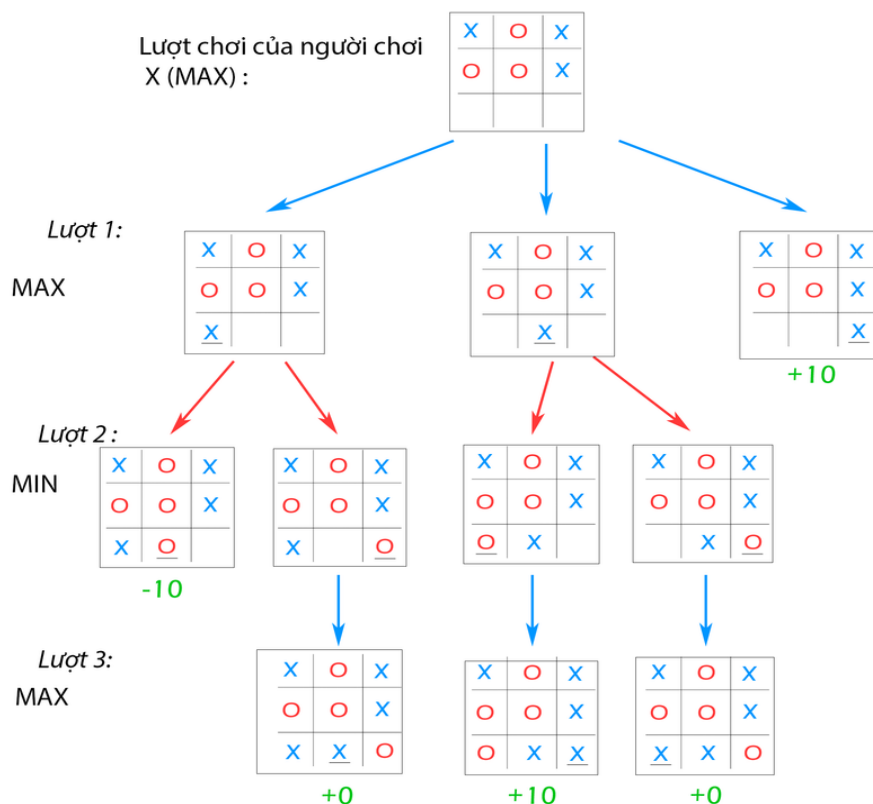 Lượt chơi của người chơi
X (MAX) :
X O X
O O X
Lượt 1:
MAX
X O X
O O X
X
X O X
O O X
X
X O X
O O X
X
+10
Lượt 2 :
MIN
X O X
O O X
X O
-10
X O X
O O X
X O
X O X
O O X
O X
X O X
O O X
X O
Lượt 3:
MAX
X O X
O O X
X X O
+0
X O X
O O X
O X X
+10
X O X
O O X
X X O
+0